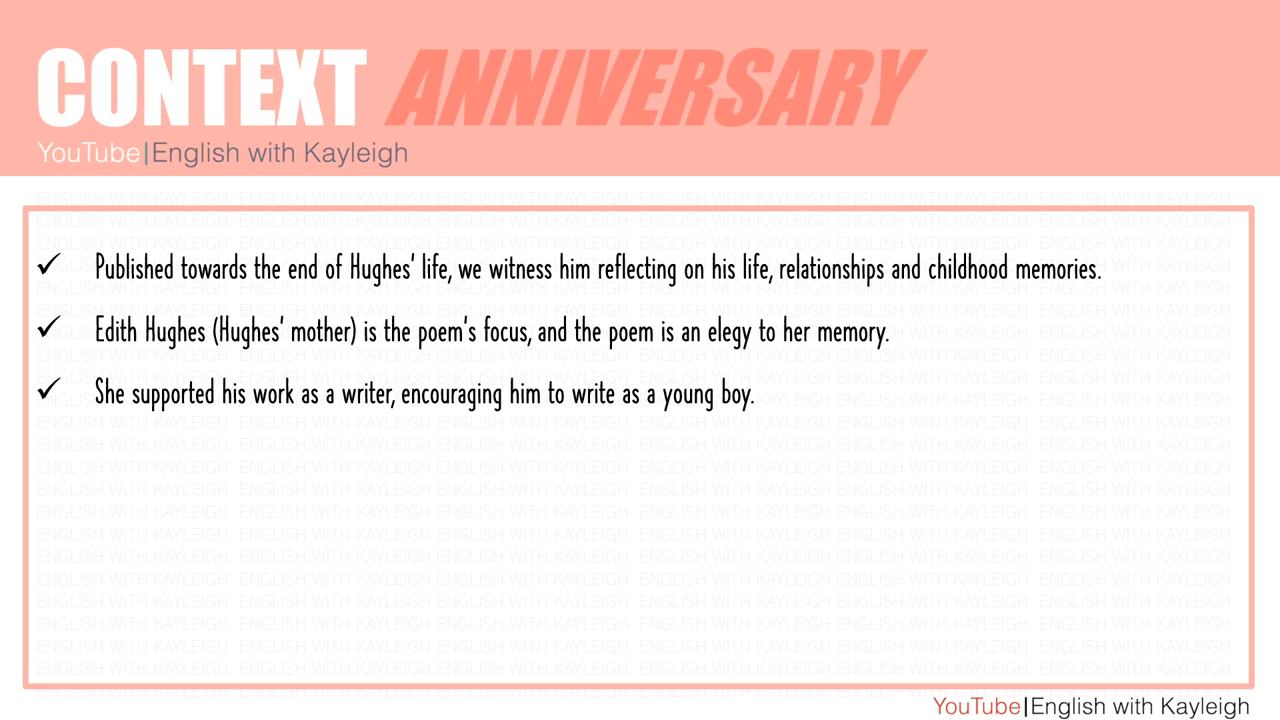 CONTEXT ANNIVERSARY
YouTube|English with Kayleigh
✓ Published towards the end of Hughes' life, we witness him reflecting on his life, relationships and childhood memories.
✓ Edith Hughes (Hughes' mother) is the poem's focus, and the poem is an elegy to her memory.
✓ She supported his work as a writer, encouraging him to write as a young boy.
YouTube|English with Kayleigh